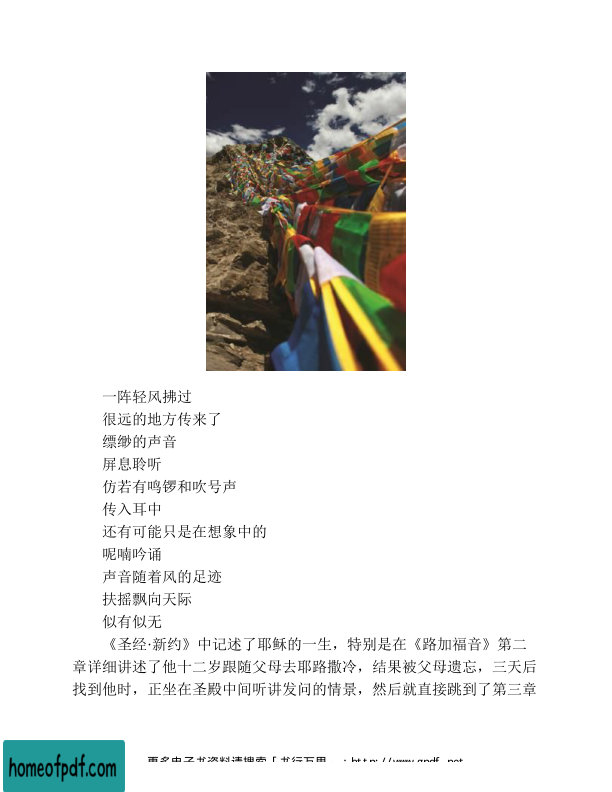 一阵轻风拂过
很远的地方传来了
缥缈的声音
屏息聆听
仿若有鸣锣和吹号声
传入耳中
还有可能只是在想象中的
呢喃吟诵
声音随着风的足迹
扶摇飘向天际
似有似无
《圣经·新约》中记述了耶稣的一生，特别是在《路加福音》第二
章详细讲述了他十二岁跟随父母去耶路撒冷，结果被父母遗忘，三天后
找到他时，正坐在圣殿中间听讲发问的情景，然后就直接跳到了第三章
更多电子书资料请搜索「书行万里
homeofpdf.com